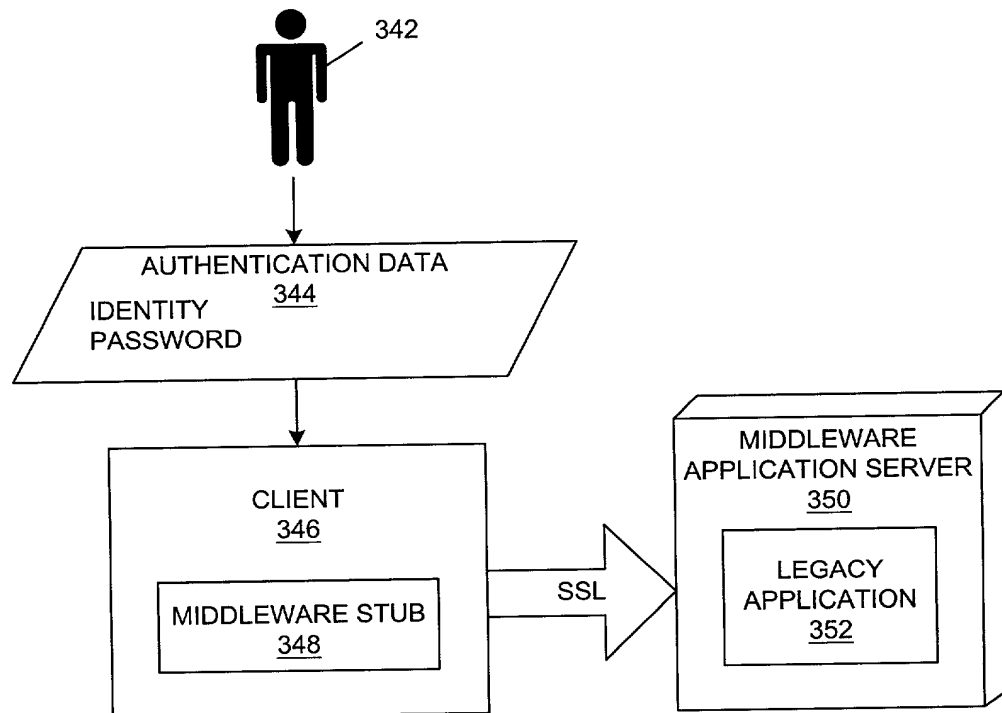 342
AUTHENTICATION DATA
344
IDENTITY
PASSWORD
CLIENT
346
MIDDLEWARE STUB
348
SSL
MIDDLEWARE
APPLICATION SERVER
350
LEGACY
APPLICATION
352